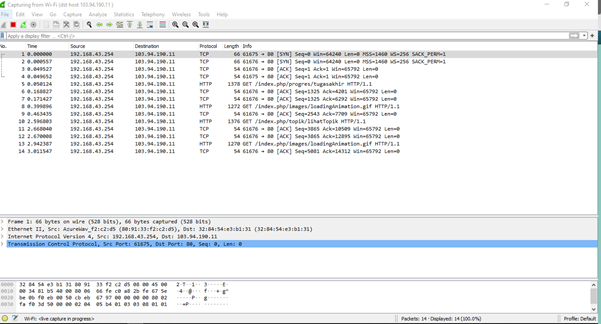 Capturing from Wi-Fi (dst host 103.94.190.11 )
File Edit View Go Capture Analyze Statistics Telephony Wireless Tools Help
Apply a display filter ... <Ctrl-/>
No. Time Source Destination Protocol Length Info
1 0.000000 192.168.43.254 103.94.190.11 TCP 66 61675 → 80 [SYN] Seq=0 Win=64240 Len=0 MSS=1460 WS=256 SACK_PERM=1
2 0.000557 192.168.43.254 103.94.190.11 TCP 66 61676 → 80 [SYN] Seq=0 Win=64240 Len=0 MSS=1460 WS=256 SACK_PERM=1
3 0.049527 192.168.43.254 103.94.190.11 TCP 54 61676 → 80 [ACK] Seq=1 Ack=1 Win=65792 Len=0
4 0.049652 192.168.43.254 103.94.190.11 TCP 54 61675 → 80 [ACK] Seq=1 Ack=1 Win=65792 Len=0
5 0.050124 192.168.43.254 103.94.190.11 HTTP 1378 GET /index.php/progres/tugasakhir HTTP/1.1
6 0.168827 192.168.43.254 103.94.190.11 TCP 54 61676 → 80 [ACK] Seq=1325 Ack=4201 Win=65792 Len=0
7 0.171427 192.168.43.254 103.94.190.11 TCP 54 61676 → 80 [ACK] Seq=1325 Ack=6292 Win=65792 Len=0
8 0.399896 192.168.43.254 103.94.190.11 HTTP 1272 GET /index.php/images/loadingAnimation.gif HTTP/1.1
9 0.463435 192.168.43.254 103.94.190.11 TCP 54 61676 → 80 [ACK] Seq=2543 Ack=7709 Win=65792 Len=0
10 2.596803 192.168.43.254 103.94.190.11 HTTP 1376 GET /index.php/topik/lihatTopik HTTP/1.1
11 2.668040 192.168.43.254 103.94.190.11 TCP 54 61676 → 80 [ACK] Seq=3865 Ack=10509 Win=65792 Len=0
12 2.670008 192.168.43.254 103.94.190.11 TCP 54 61676 → 80 [ACK] Seq=3865 Ack=12895 Win=65792 Len=0
13 2.942387 192.168.43.254 103.94.190.11 HTTP 1270 GET /index.php/images/loadingAnimation.gif HTTP/1.1
14 3.011547 192.168.43.254 103.94.190.11 TCP 54 61676 → 80 [ACK] Seq=5081 Ack=14312 Win=65792 Len=0
Frame 1: 66 bytes on wire (528 bits), 66 bytes captured (528 bits)
Ethernet II, Src: AzureWav_f2:c2:d5 (80:91:33:f2:c2:d5), Dst: 32:84:54:e3:b1:31 (32:84:54:e3:b1:31)
Internet Protocol Version 4, Src: 192.168.43.254, Dst: 103.94.190.11
Transmission Control Protocol, Src Port: 61675, Dst Port: 80, Seq: 0, Len: 0
0000 32 84 54 e3 b1 31 80 91 33 f2 c2 d5 08 00 45 00
0010 00 34 81 b5 40 00 80 06 66 fe c0 a8 2b fe 67 5e
0020 be 0b f0 eb 00 50 cb eb 67 97 00 00 00 00 80 02
0030 fa f0 3d 50 00 00 02 04 05 b4 01 03 03 08 01 01
Wi-Fi: <live capture in progress> Packets: 14 · Displayed: 14 (100.0%) Profile: Default